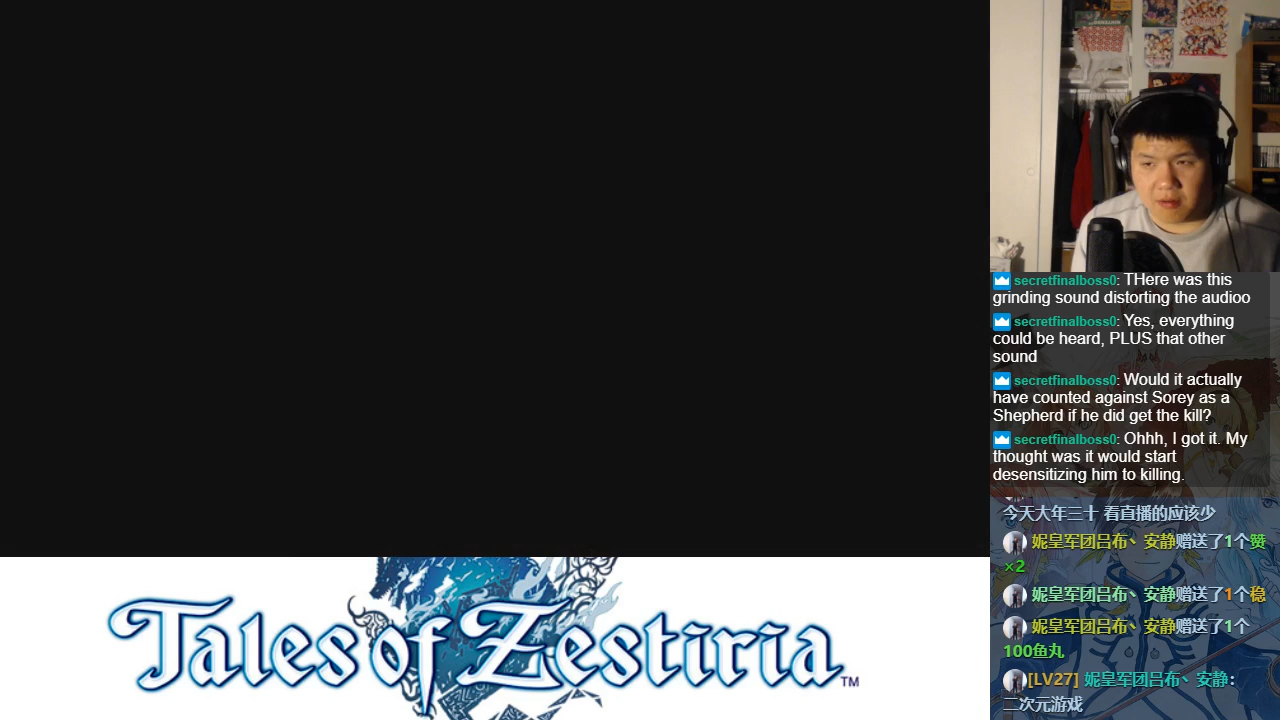 secretfinalboss0: THere was this
grinding sound distorting the audioo
secretfinalboss0: Yes, everything
could be heard, PLUS that other
sound
secretfinalboss0: Would it actually
have counted against Sorey as a
Shepherd if he did get the kill?
secretfinalboss0: Ohhh, I got it. My
thought was it would start
desensitizing him to killing.
今天大年三十 看直播的应该少
妮皇军团吕布丶安静赠送了1个赞
×2
妮皇军团吕布丶安静赠送了1个稳
妮皇军团吕布丶安静赠送了1个
100鱼丸
[LV27] 妮皇军团吕布丶安静:
二次元游戏
Tales of Zestiria™